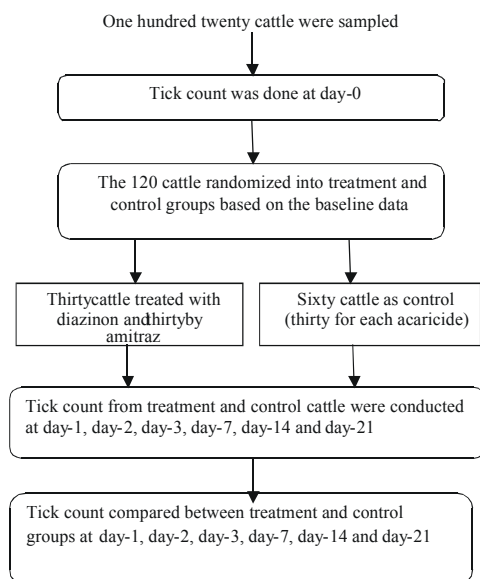 One hundred twenty cattle were sampled
Tick count was done at day-0
The 120 cattle randomized into treatment and
control groups based on the baseline data
Thirtycattle treated with
diazinon andthirtyby
amitraz
Sixty cattle as control
(thirty for each acaricide)
Tick count from treatment and control cattle were conducted
at day-1, day-2, day-3, day-7, day-14 and day-21
Tick count compared between treatment and control
groups at day-1, day-2, day-3, day-7, day-14 and day-21